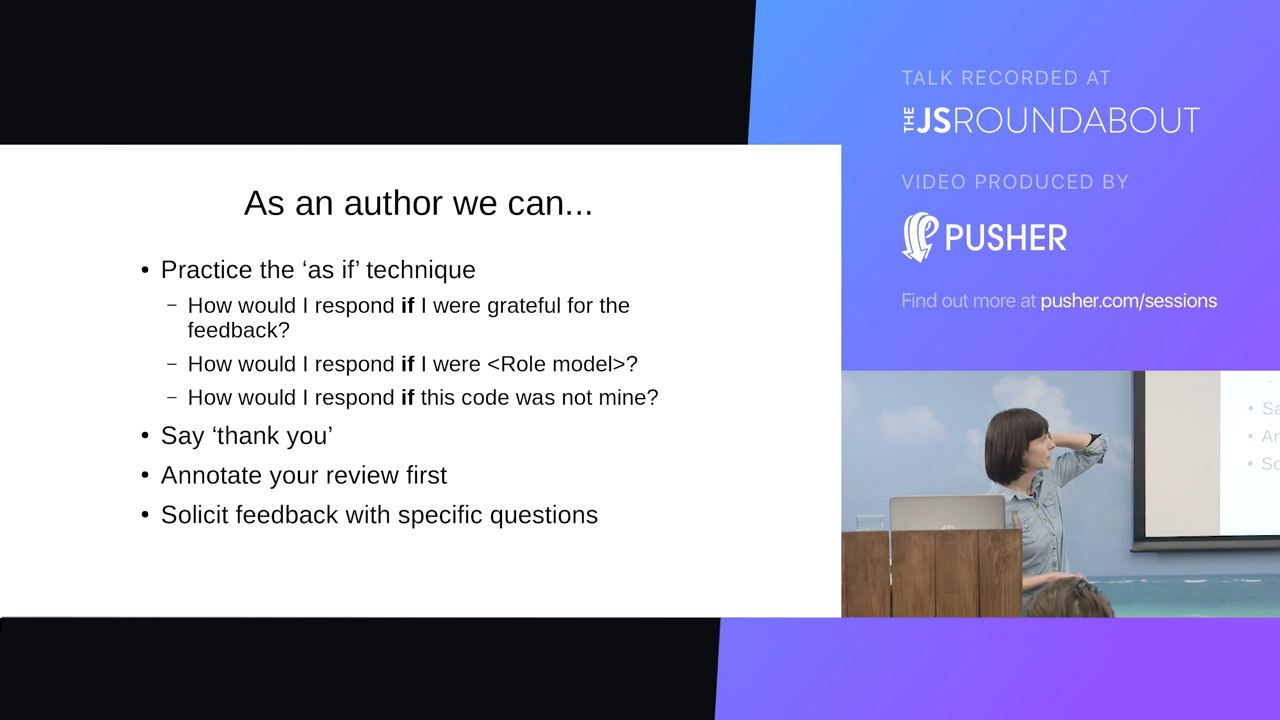 TALK RECORDED AT
THE JSROUNDABOUT
VIDEO PRODUCED BY
PUSHER
Find out more at pusher.com/sessions
As an author we can...
• Practice the ‘as if’ technique
– How would I respond if I were grateful for the
feedback?
– How would I respond if I were <Role model>?
– How would I respond if this code was not mine?
• Say ‘thank you’
• Annotate your review first
• Solicit feedback with specific questions
• Sa
• An
• So